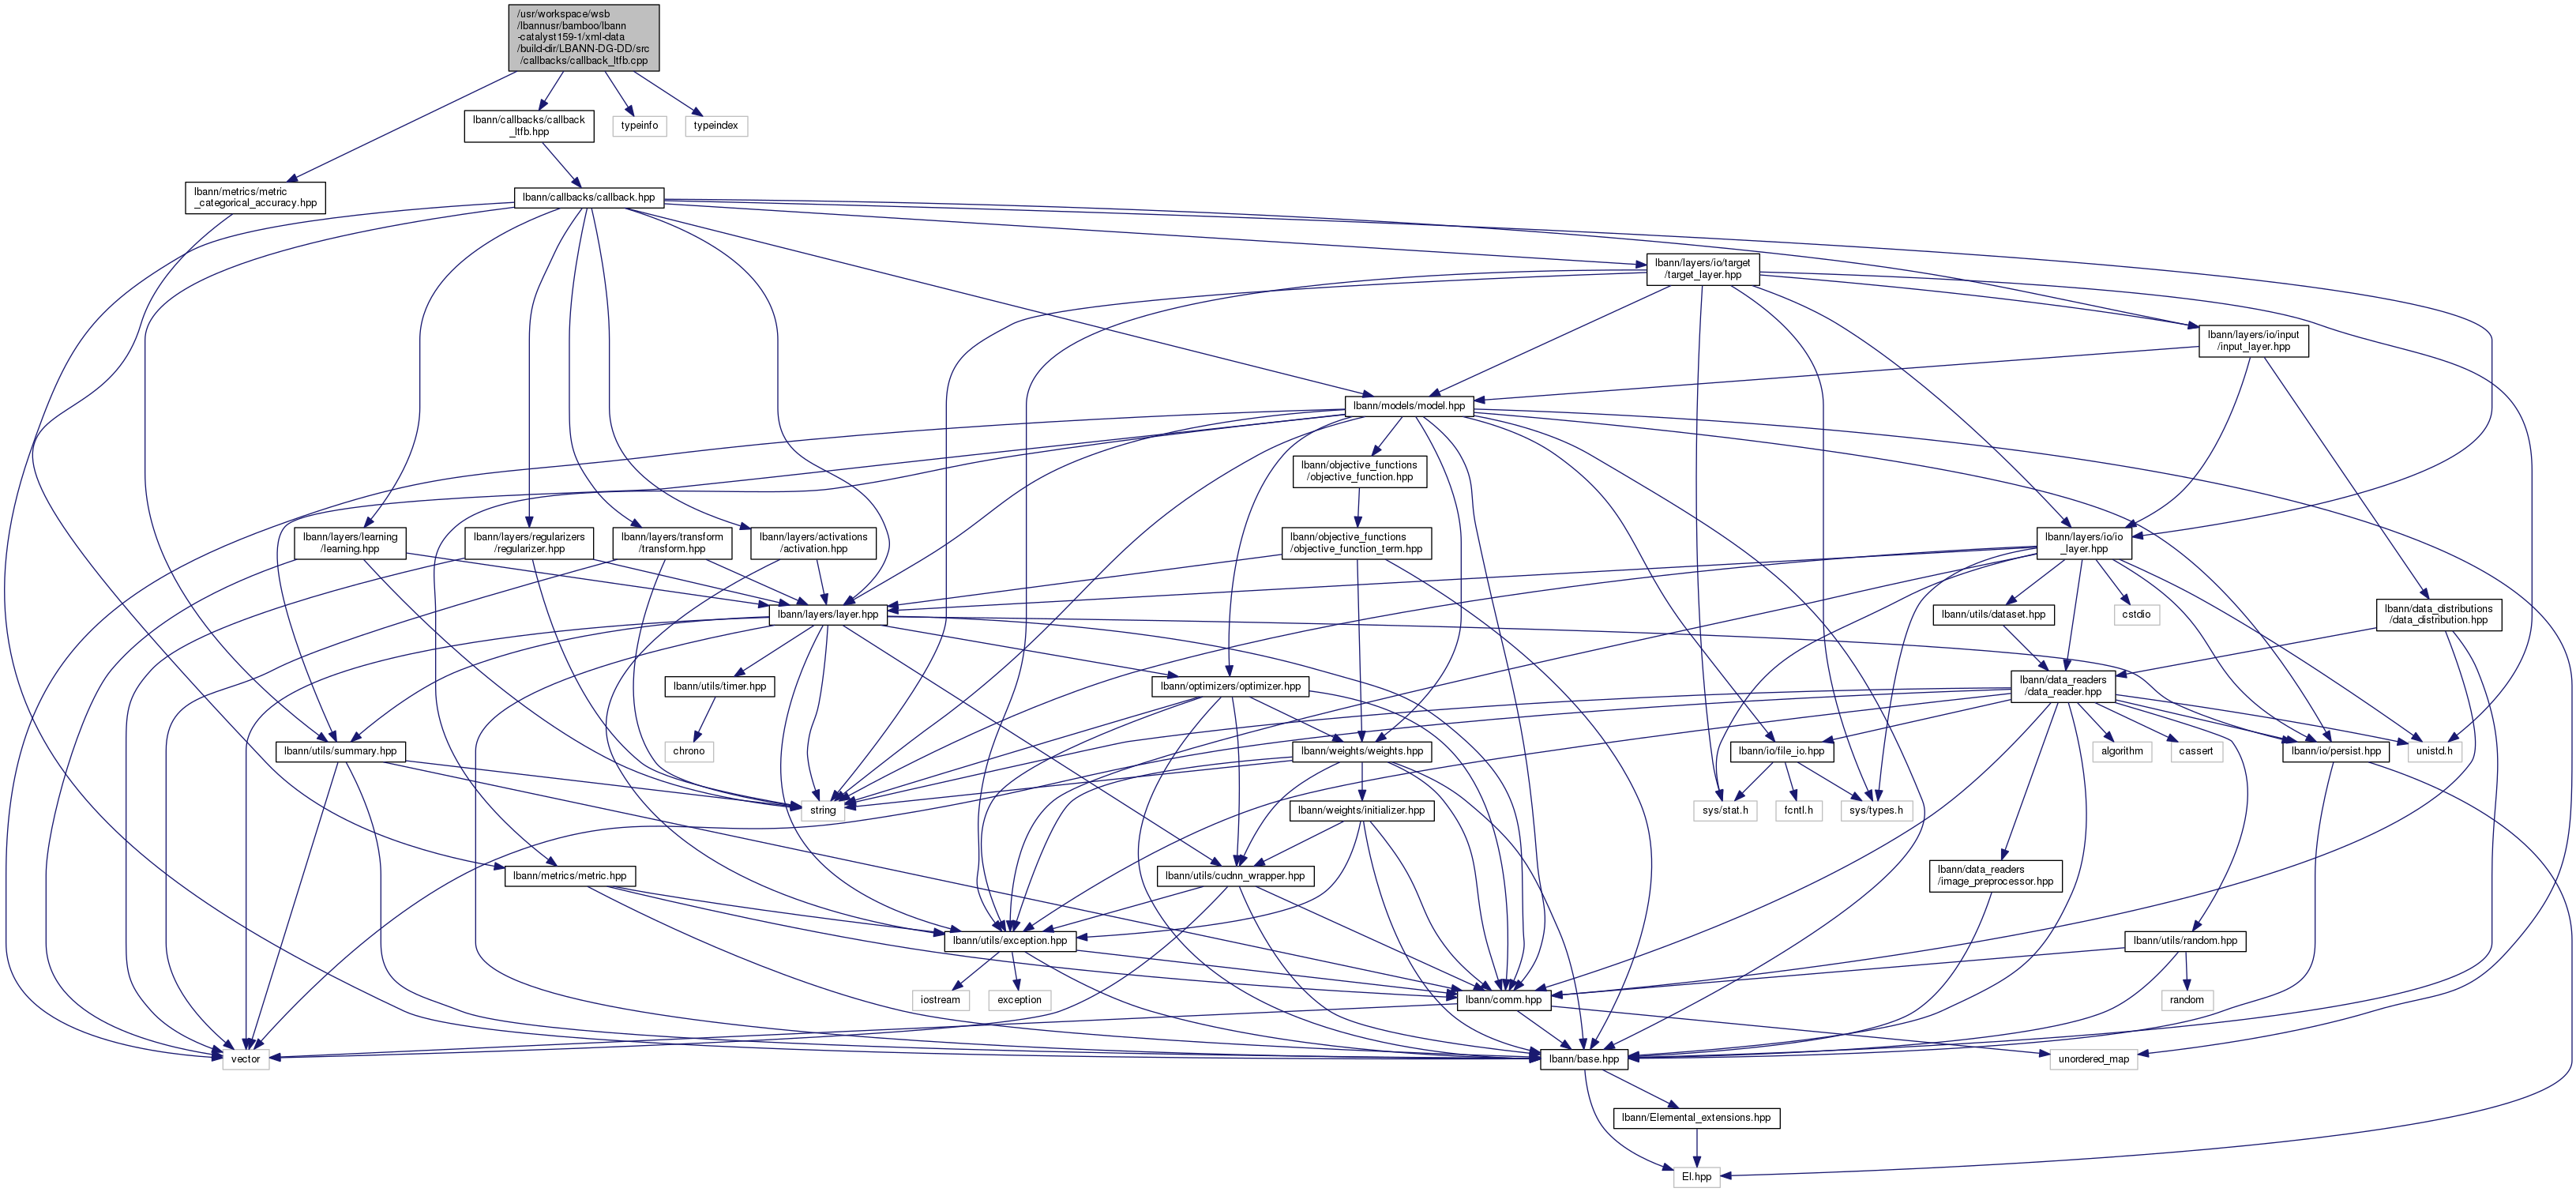 /usr/workspace/wsb
/lbannusr/bamboo/lbann
-catalyst159-1/xml-data
/build-dir/LBANN-DG-DD/src
/callbacks/callback_ltfb.cpp
lbann/callbacks/callback
_ltfb.hpp
typeinfo
typeindex
lbann/metrics/metric
_categorical_accuracy.hpp
lbann/callbacks/callback.hpp
lbann/layers/io/target
/target_layer.hpp
lbann/layers/io/input
/input_layer.hpp
lbann/models/model.hpp
lbann/objective_functions
/objective_function.hpp
lbann/layers/learning
/learning.hpp
lbann/layers/regularizers
/regularizer.hpp
lbann/layers/transform
/transform.hpp
lbann/layers/activations
/activation.hpp
lbann/objective_functions
/objective_function_term.hpp
lbann/layers/io/io
_layer.hpp
lbann/layers/layer.hpp
lbann/utils/dataset.hpp
cstdio
lbann/data_distributions
/data_distribution.hpp
lbann/utils/timer.hpp
lbann/optimizers/optimizer.hpp
lbann/data_readers
/data_reader.hpp
lbann/utils/summary.hpp
chrono
lbann/weights/weights.hpp
lbann/io/file_io.hpp
algorithm
cassert
lbann/io/persist.hpp
unistd.h
string
lbann/weights/initializer.hpp
sys/stat.h
fcntl.h
sys/types.h
lbann/metrics/metric.hpp
lbann/utils/cudnn_wrapper.hpp
lbann/data_readers
/image_preprocessor.hpp
lbann/utils/exception.hpp
lbann/utils/random.hpp
iostream
exception
lbann/comm.hpp
random
vector
lbann/base.hpp
unordered_map
lbann/Elemental_extensions.hpp
El.hpp